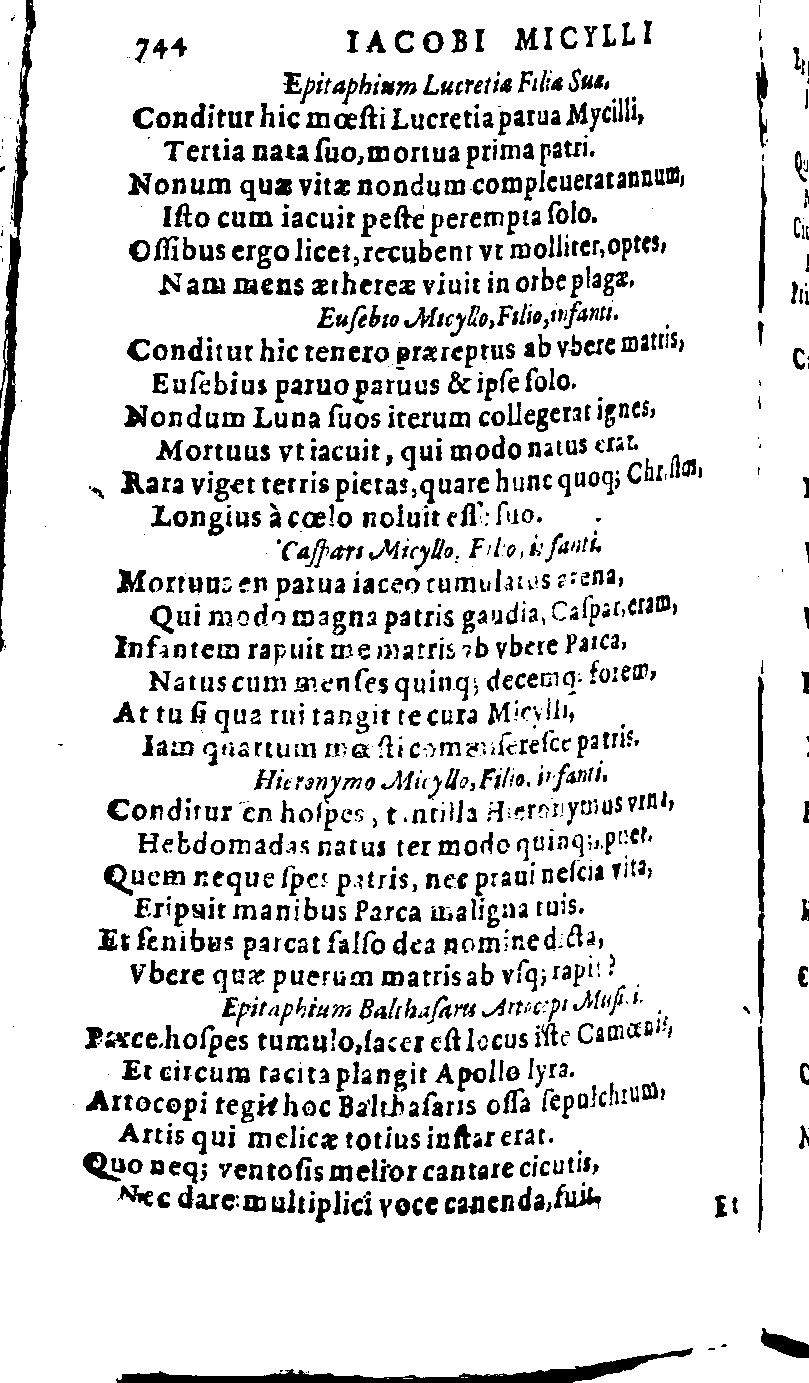 744 IACOBI MICYLLI
Epitaphium Lucretiæ Filiæ Suæ.
Conditur hic mœſti Lucretia parua Mycilli,
Tertia nata ſuo, mortua prima patri.
Nonum quæ vitæ nondum compleuerat annum,
Iſto cum iacuit peſte perempta ſolo.
Oſſibus ergo licet, recubent vt molliter, optes,
Nam mens æthereæ viuit in orbe plagæ.
Euſebio Micyllo, Filio, infanti.
Conditur hic tenero præreptus ab vbere matris,
Euſebius paruo paruus & ipſe ſolo.
Nondum Luna ſuos iterum collegerat ignes,
Mortuus vt iacuit, qui modo natus erat.
Rara viget terris pietas, quare hunc quoq; Chriſtus,
Longius à cœlo noluit eſſe ſuo.
Caſpari Micyllo, Filio, infanti.
Mortuus en parua iaceo tumulatus arena,
Qui modo magna patris gaudia, Caſpar, eram,
Infantem rapuit me matris ab vbere Parca,
Natus cum menſes quinq; decemq; forem,
At tu ſi qua tui tangit te cura Micylli,
Iam quartum mœſti comm ſereſce patris.
Hieronymo Micyllo, Filio, infanti.
Conditur en hoſpes, tantilla Hieronymus vrna,
Hebdomadas natus ter modo quinq; puer.
Quem neque ſpes patris, nec praui neſcia vita,
Eripuit manibus Parca maligna tuis.
Et ſenibus parcat falſo dea nomine dicta,
Vbere quæ puerum matris ab vſq; rapit?
Epitaphium Balthaſaris Artocopi Muſici.
Parce hoſpes tumulo, ſacer eſt locus iſte Camœnis,
Et circum tacita plangit Apollo lyra.
Artocopi tegit hoc Balthaſaris oſſa ſepulchrum,
Artis qui melicæ totius inſtar erat.
Quo neq; ventoſis melior cantare cicutis,
Nec dare multiplici voce canenda, fuit,
Et